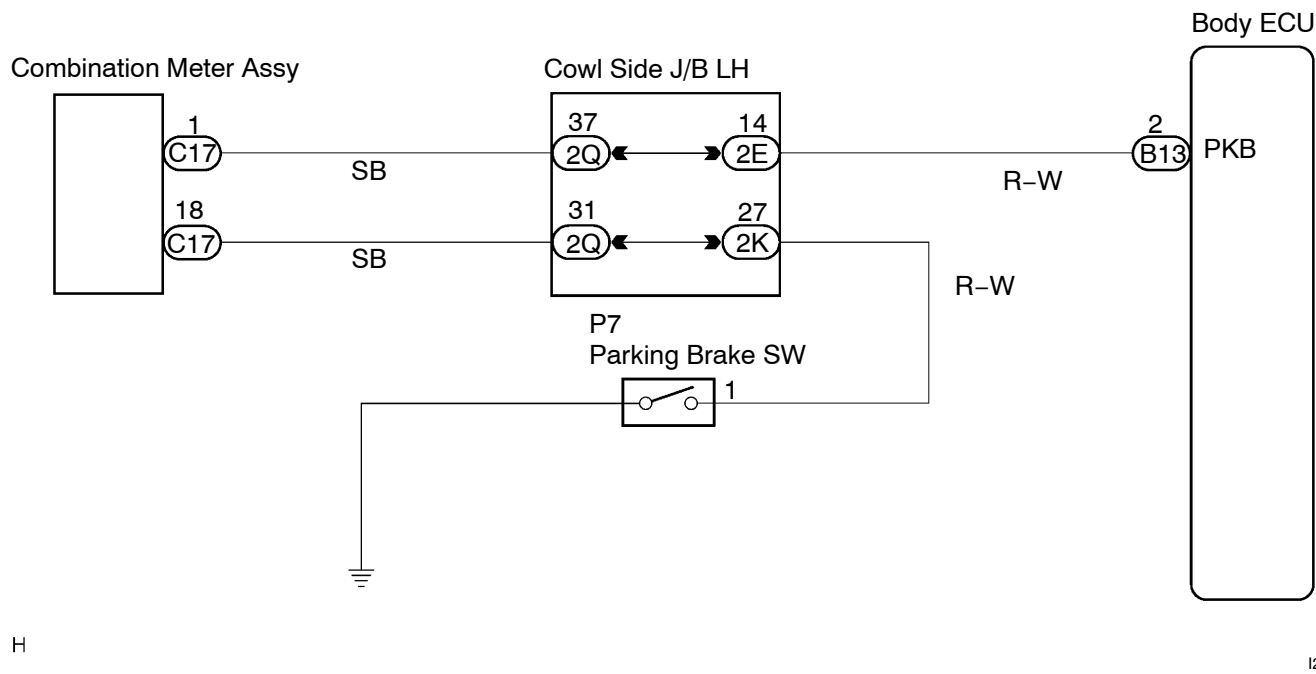 Body ECU
Combination Meter Assy
Cowl Side J/B LH
1
37
14
2
C17
2Q
2E
B13
PKB
SB
R–W
18
31
27
C17
2Q
2K
SB
R–W
P7
Parking Brake SW
1
H